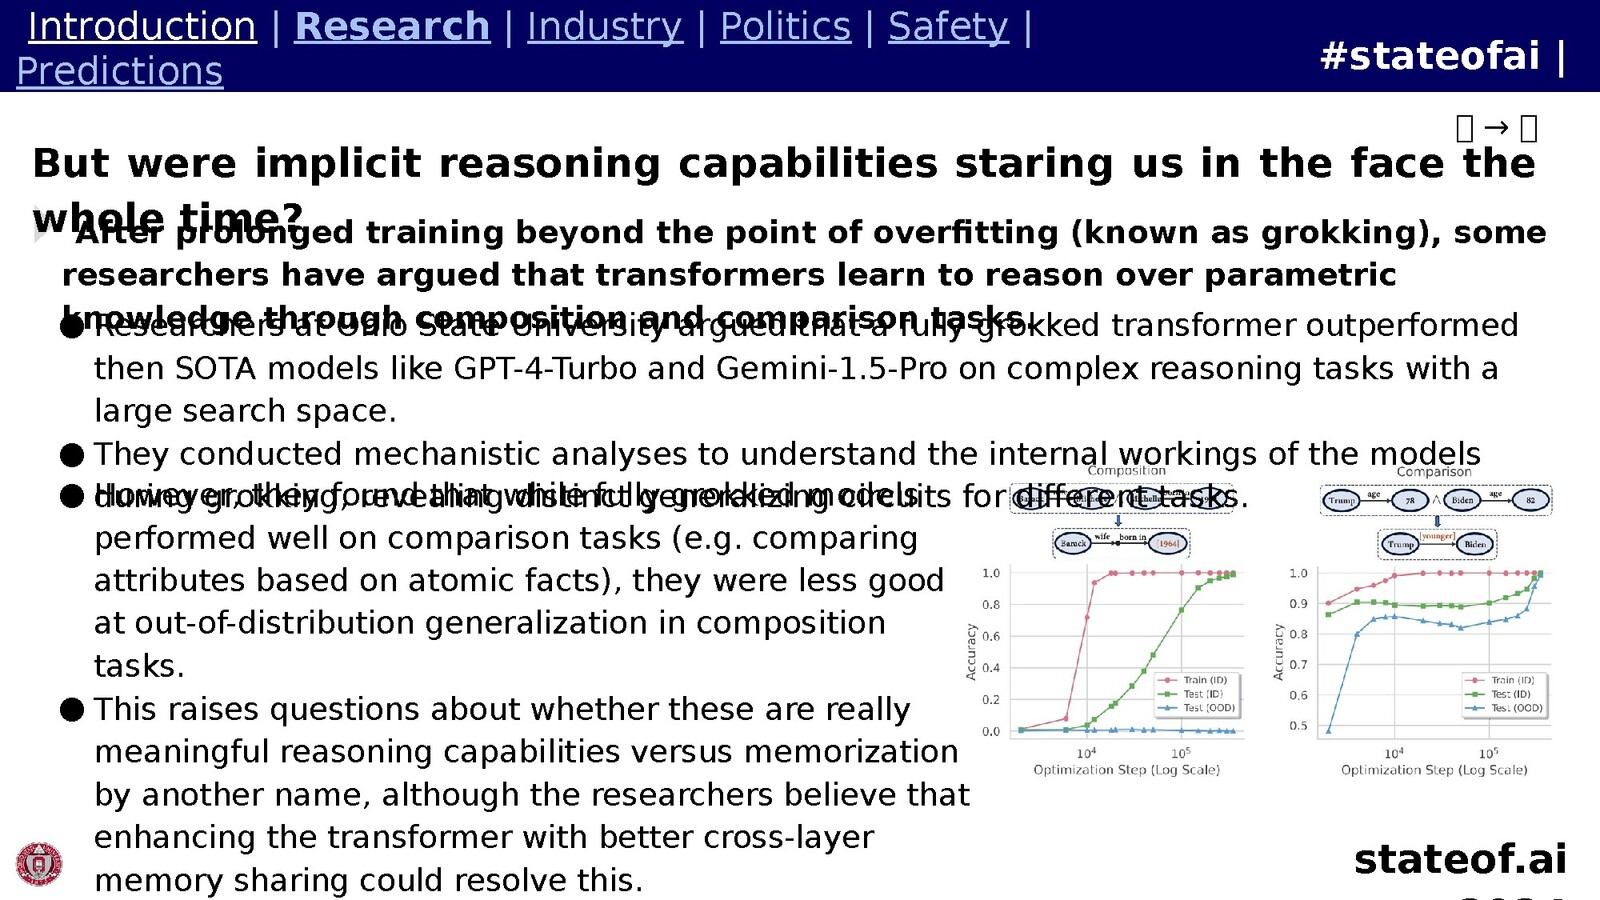 Introduction | Research | Industry | Politics | Safety |
Predictions
#stateofai |
→
But were implicit reasoning capabilities staring us in the face the
whole time?
After prolonged training beyond the point of overfitting (known as grokking), some
researchers have argued that transformers learn to reason over parametric
knowledge through composition and comparison tasks.
● Researchers at Ohio State University argued that a fully grokked transformer outperformed
then SOTA models like GPT-4-Turbo and Gemini-1.5-Pro on complex reasoning tasks with a
large search space.
● They conducted mechanistic analyses to understand the internal workings of the models
during grokking, revealing distinct generalizing circuits for different tasks.
● However, they found that while fully grokked models
performed well on comparison tasks (e.g. comparing
attributes based on atomic facts), they were less good
at out-of-distribution generalization in composition
tasks.
● This raises questions about whether these are really
meaningful reasoning capabilities versus memorization
by another name, although the researchers believe that
enhancing the transformer with better cross-layer
memory sharing could resolve this.
Composition
Barack Michelle
Barack wife born in [1964]
1.0
0.8
0.6
0.4
0.2
0.0
Accuracy
Train (ID)
Test (ID)
Test (OOD)
10⁴ 10⁵
Optimization Step (Log Scale)
Comparison
Trump age 78 ∧ Biden age 82
Trump [younger] Biden
1.0
0.9
0.8
0.7
0.6
0.5
Accuracy
Train (ID)
Test (ID)
Test (OOD)
10⁴ 10⁵
Optimization Step (Log Scale)
stateof.ai